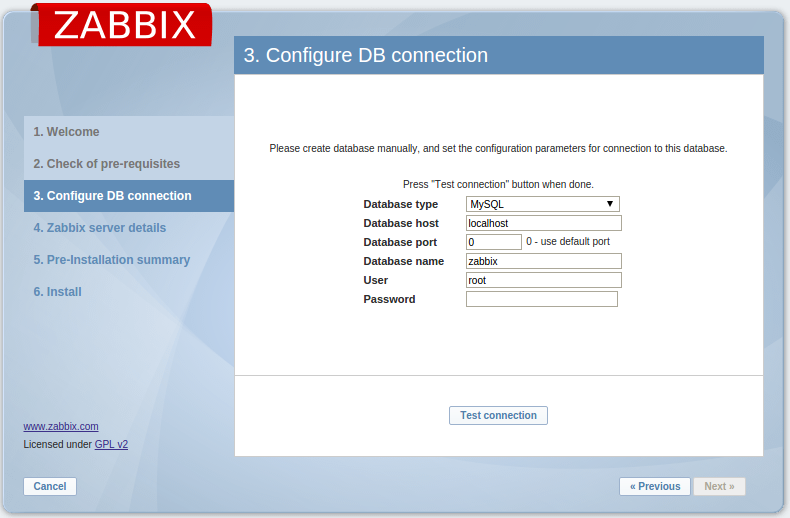 ZABBIX
3. Configure DB connection
1. Welcome
2. Check of pre-requisites
3. Configure DB connection
4. Zabbix server details
5. Pre-Installation summary
6. Install
Please create database manually, and set the configuration parameters for connection to this database.
Press "Test connection" button when done.
Database type MySQL ▼
Database host localhost
Database port 0 0 - use default port
Database name zabbix
User root
Password
Test connection
www.zabbix.com
Licensed under GPL v2
Cancel
« Previous Next »